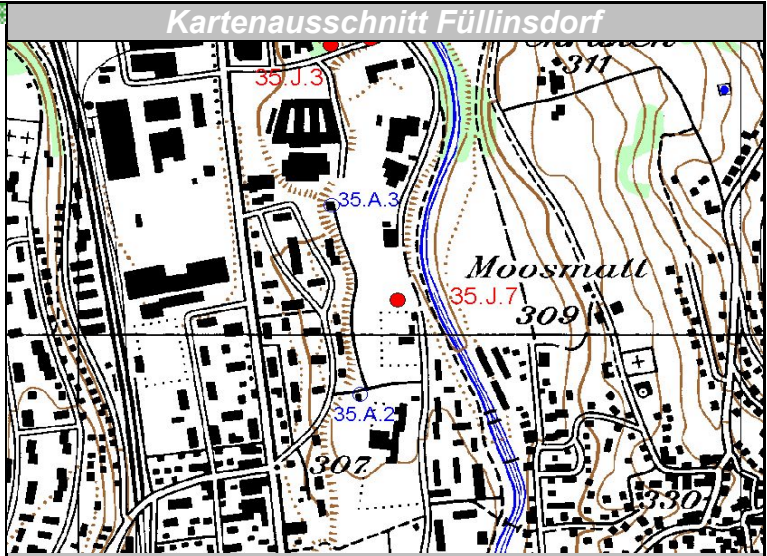 Kartenausschnitt Füllinsdorf
311
35.J.3
35.A.3
Moosmatt
35.J.7
309
35.A.2
307
330